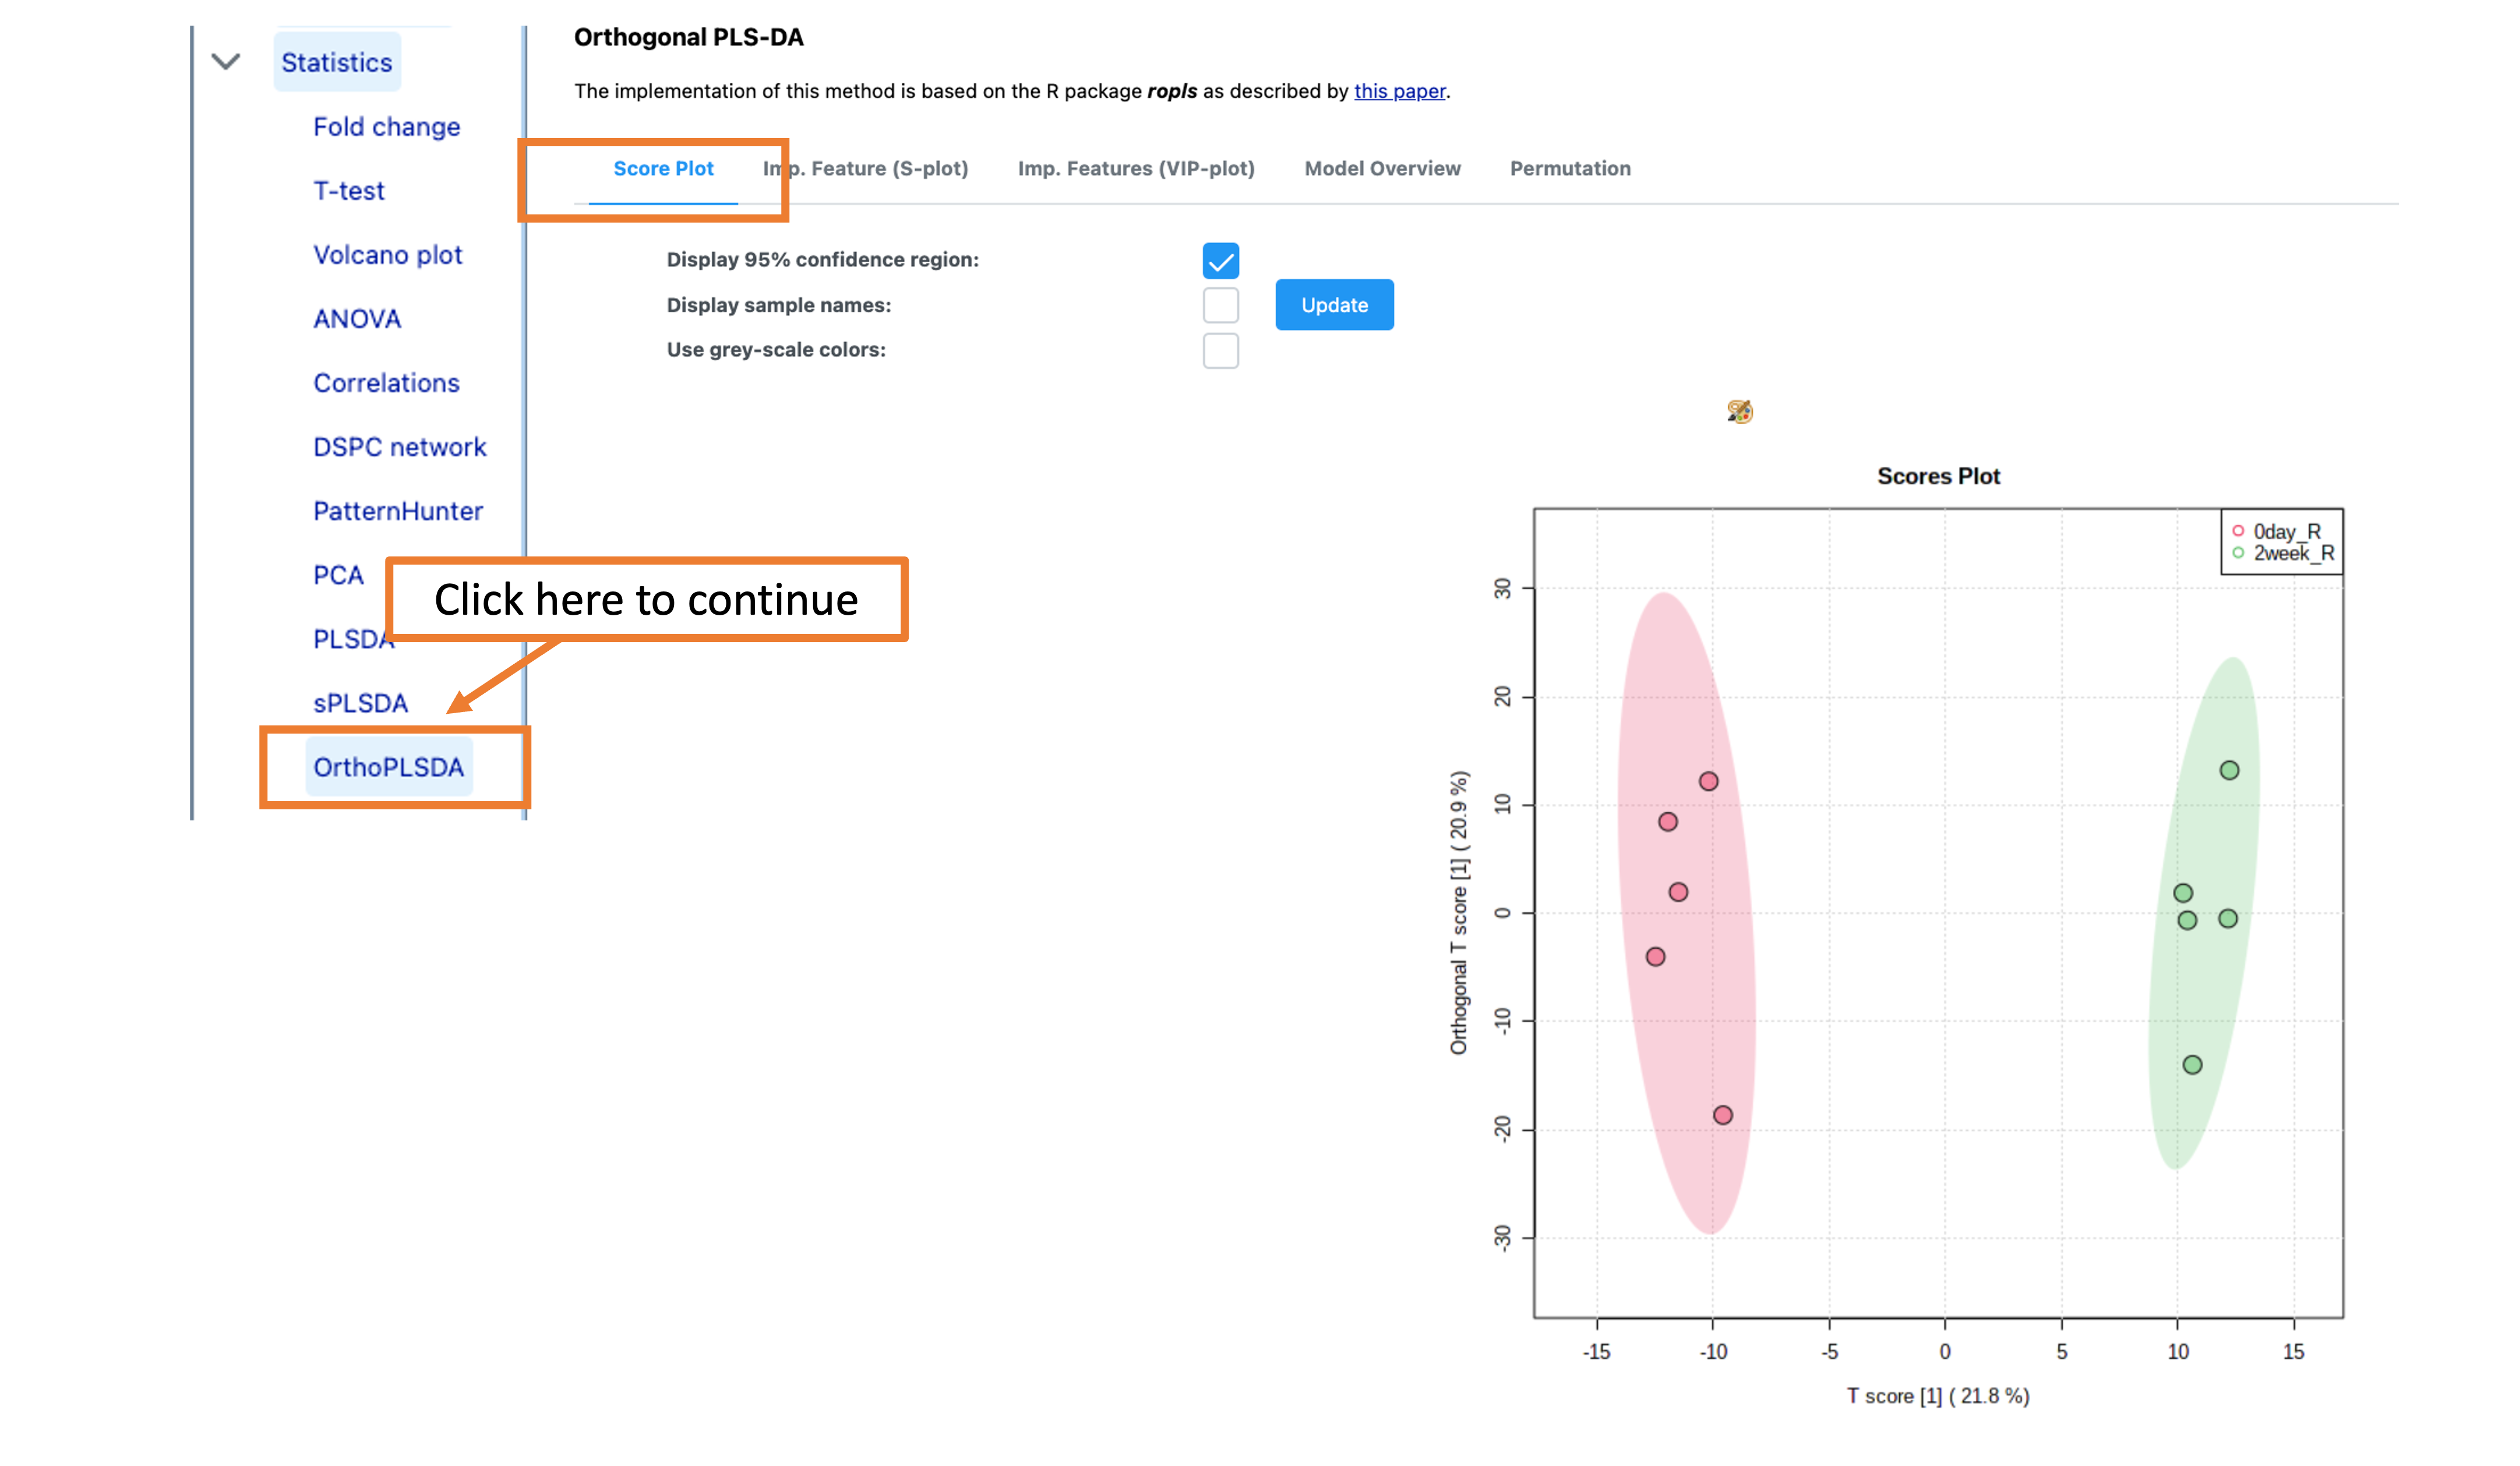 Statistics
Fold change
T-test
Volcano plot
ANOVA
Correlations
DSPC network
PatternHunter
PCA
Click here to continue
PLSDA
sPLSDA
OrthoPLSDA
Orthogonal PLS-DA
The implementation of this method is based on the R package ropls as described by this paper.
Score Plot Imp. Feature (S-plot) Imp. Features (VIP-plot) Model Overview Permutation
Display 95% confidence region:
Display sample names:
Update
Use grey-scale colors:
Scores Plot
0day_R
2week_R
Orthogonal T score [1] ( 20.9 %)
30
20
10
0
-10
-20
-30
-15 -10 -5 0 5 10 15
T score [1] ( 21.8 %)